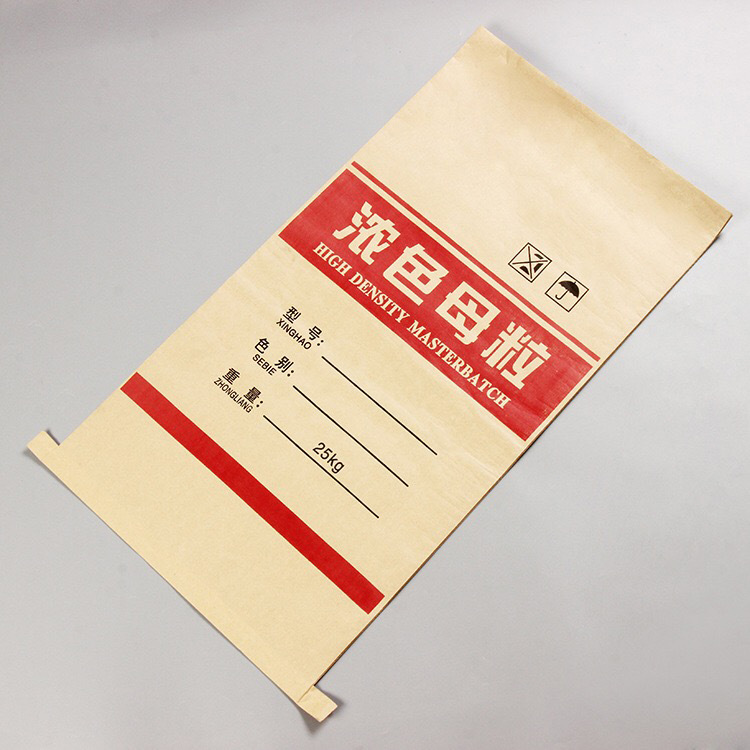 浓色母粒
HIGH DENSITY MASTERBATCH
型号:
XINGHAO
色别:
SEBIE
重量: 25kg
ZHONGLIANG